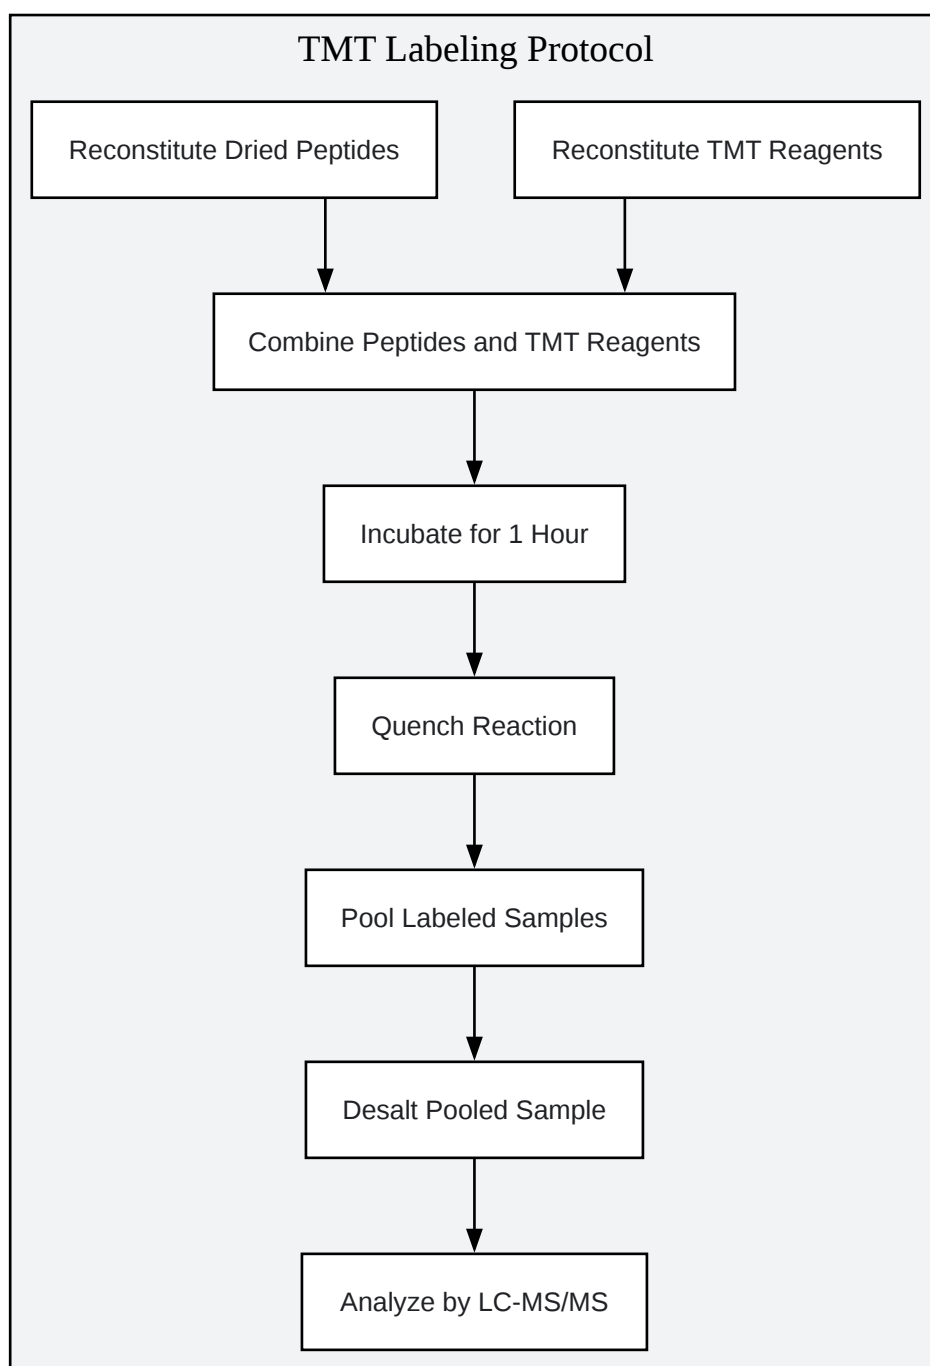 TMT Labeling Protocol
Reconstitute Dried Peptides
Reconstitute TMT Reagents
Combine Peptides and TMT Reagents
Incubate for 1 Hour
Quench Reaction
Pool Labeled Samples
Desalt Pooled Sample
Analyze by LC-MS/MS